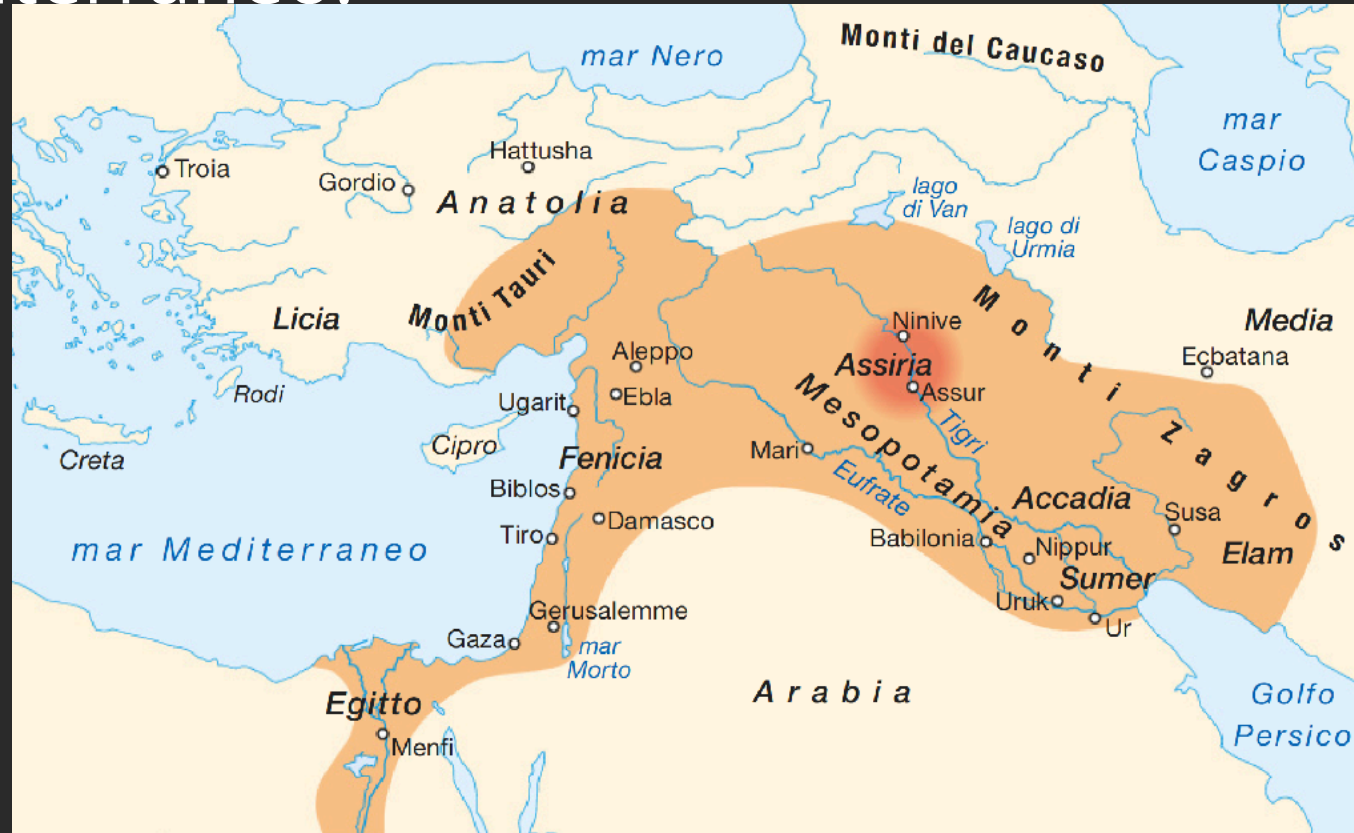 mar Nero
Monti del Caucaso
mar
Caspio
Troia
Gordio
Hattusha
Anatolia
lago
di Van
lago di
Urmia
Licia
Monti Tauri
Monti Zagros
Media
Ninive
Ecbatana
Assiria
Aleppo
Rodi
Ebla
Assur
Ugarit
Mesopotamia
Tigri
Creta
Cipro
Fenicia
Mari
Eufrate
Biblos
Accadia
Susa
Damasco
Tiro
mar Mediterraneo
Babilonia
Nippur
Elam
Sumer
Uruk
Gerusalemme
Ur
Gaza
mar
Morto
Arabia
Egitto
Golfo
Persico
Menfi